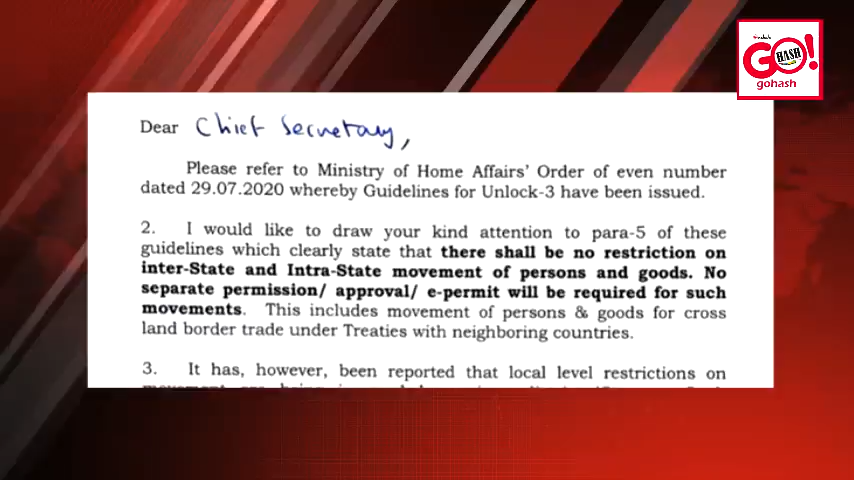 GO!
HASH
gohash
Dear Chief Secretary,
Please refer to Ministry of Home Affairs' Order of even number
dated 29.07.2020 whereby Guidelines for Unlock-3 have been issued.
2. I would like to draw your kind attention to para-5 of these
guidelines which clearly state that there shall be no restriction on
inter-State and Intra-State movement of persons and goods. No
separate permission/ approval/ e-permit will be required for such
movements. This includes movement of persons & goods for cross
land border trade under Treaties with neighboring countries.
3. It has, however, been reported that local level restrictions on